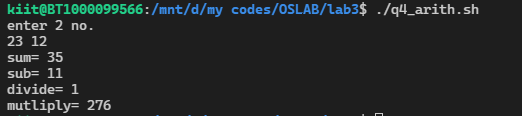 kiit@BT1000099566:/mnt/d/my codes/OSLAB/lab3$ ./q4_arith.sh
enter 2 no.
23 12
sum= 35
sub= 11
divide= 1
mutliply= 276